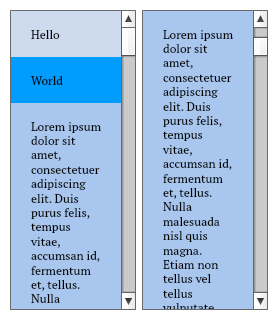 Hello
World
Lorem ipsum
dolor sit
amet,
consectetuer
adipiscing
elit. Duis
purus felis,
tempus
vitae,
accumsan id,
fermentum
et, tellus.
Nulla
Lorem ipsum
dolor sit
amet,
consectetuer
adipiscing
elit. Duis
purus felis,
tempus
vitae,
accumsan id,
fermentum
et, tellus.
Nulla
malesuada
nisl quis
magna.
Etiam non
tellus vel
tellus
vulputate